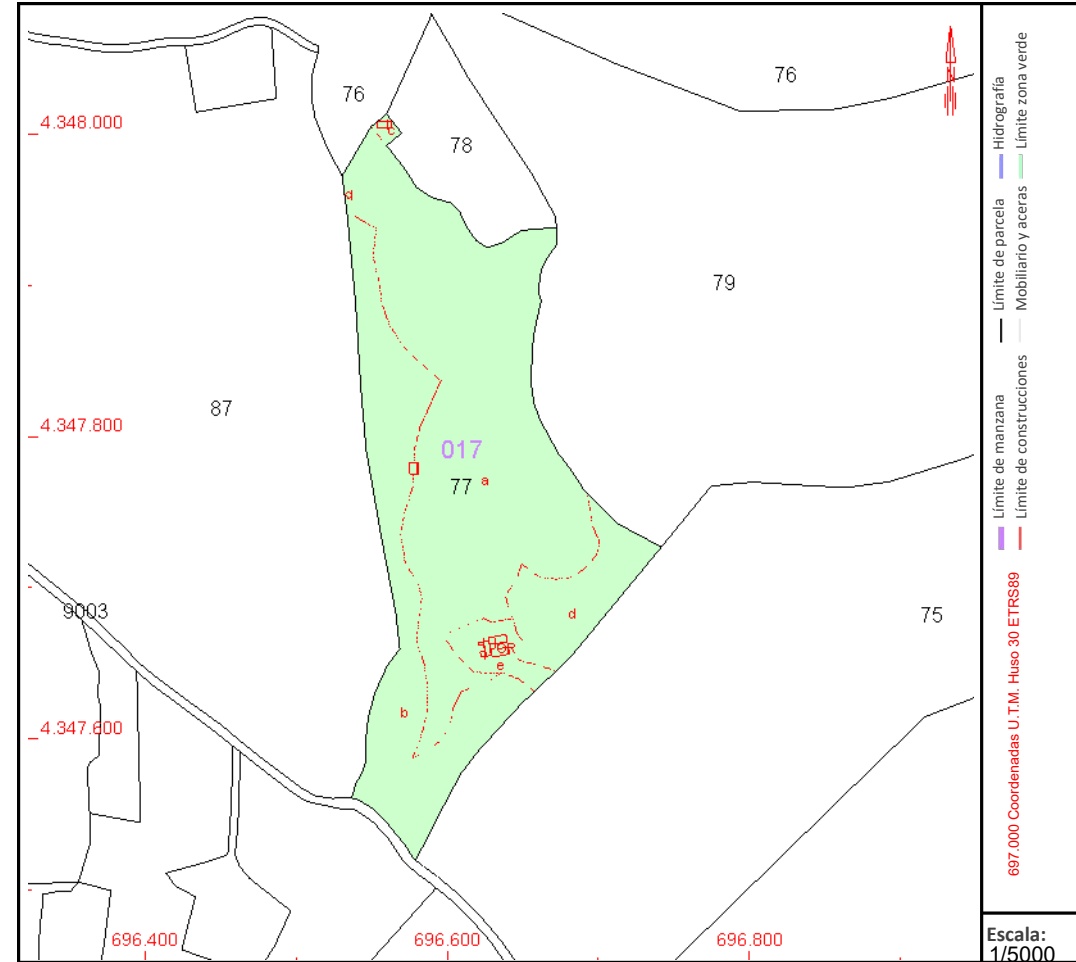 76
76
4.348.000
c
78
d
79
87
4.347.800
017
77
a
9003
d
75
POR
e
b
4.347.600
696.400
696.600
696.800
N
Límite de manzana
Límite de parcela
Hidrografía
Límite de construcciones
Mobiliario y aceras
Límite zona verde
697.000 Coordenadas U.T.M. Huso 30 ETRS89
Escala:
1/5000